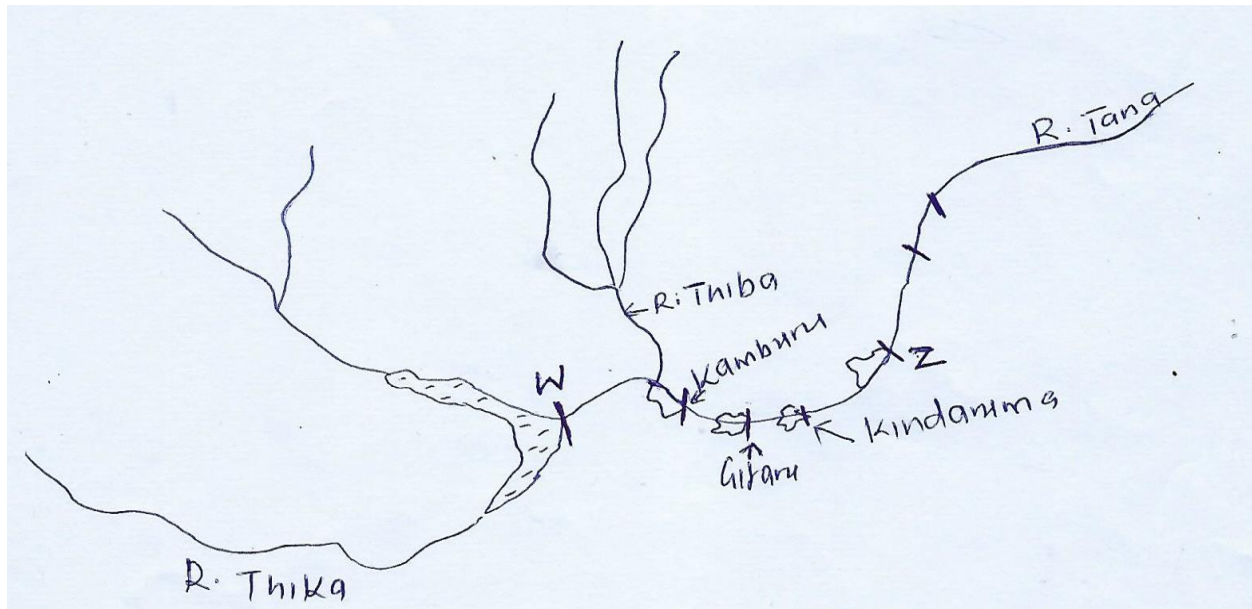 R. Tana
R. Thiba
Kamburu
W
Z
Kindaruma
Gitaru
R. Thika